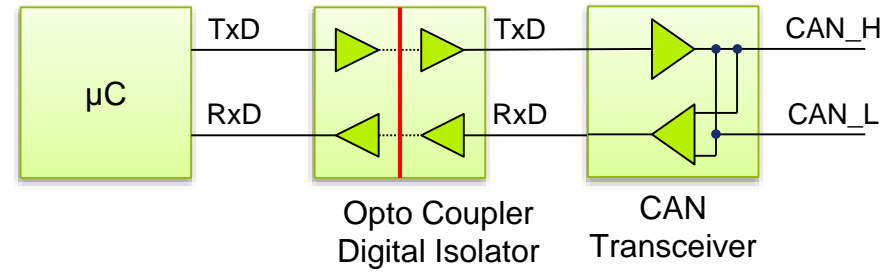 TxD
TxD
CAN_H
µC
RxD
RxD
CAN_L
Opto Coupler
Digital Isolator
CAN
Transceiver